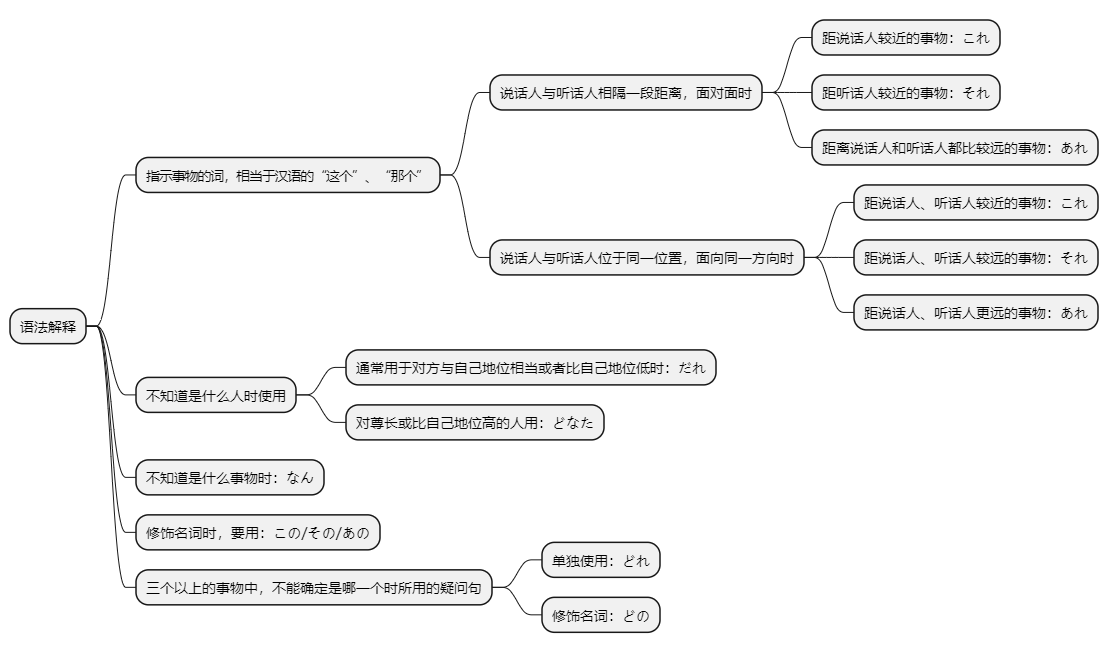 语法解释
指示事物的词，相当于汉语的“这个”、“那个”
说话人与听话人相隔一段距离，面对面时
距说话人较近的事物：これ
距听话人较近的事物：それ
距离说话人和听话人都比较远的事物：あれ
说话人与听话人位于同一位置，面向同一方向时
距说话人、听话人较近的事物：これ
距说话人、听话人较远的事物：それ
距说话人、听话人更远的事物：あれ
不知道是什么人时使用
通常用于对方与自己地位相当或者比自己地位低时：だれ
对尊长或比自己地位高的人用：どなた
不知道是什么事物时：なん
修饰名词时，要用：この/その/あの
三个以上的事物中，不能确定是哪一个时所用的疑问句
单独使用：どれ
修饰名词：どの